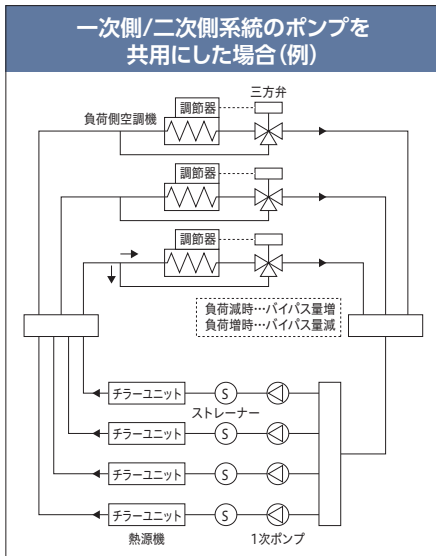 一次側/二次側系統のポンプを
共用にした場合(例)
三方弁
調節器
負荷側空調機
調節器
調節器
負荷減時…バイパス量増
負荷増時…バイパス量減
チラーユニット
S
ストレーナー
チラーユニット
S
チラーユニット
S
チラーユニット
S
熱源機
1次ポンプ